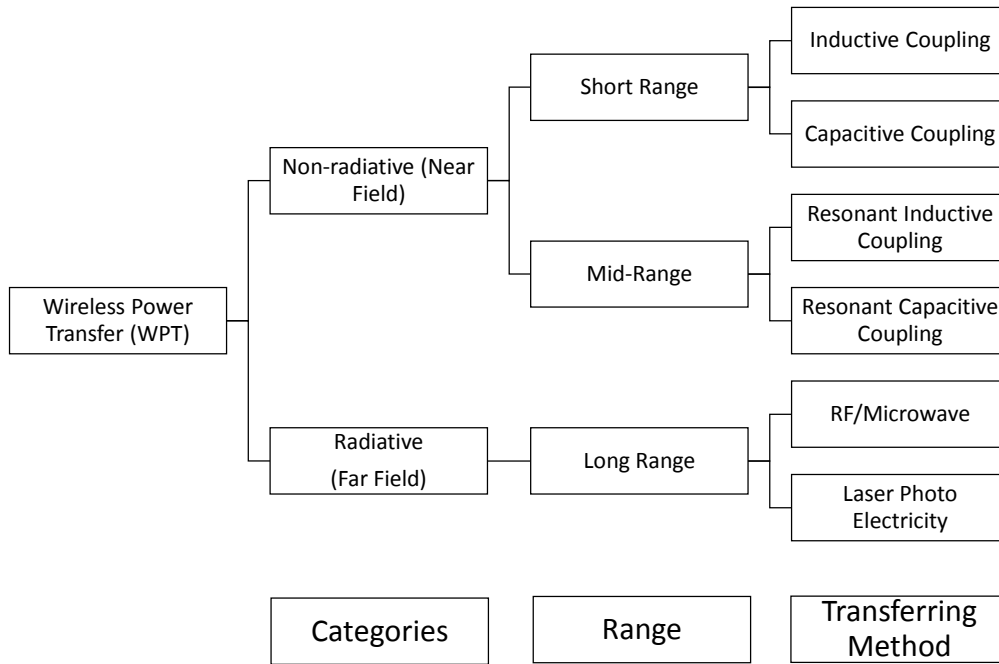 Inductive Coupling
Short Range
Capacitive Coupling
Non-radiative (Near
Field)
Resonant Inductive
Coupling
Mid-Range
Resonant Capacitive
Coupling
Wireless Power
Transfer (WPT)
RF/Microwave
Radiative
(Far Field)
Long Range
Laser Photo
Electricity
Categories
Range
Transferring
Method